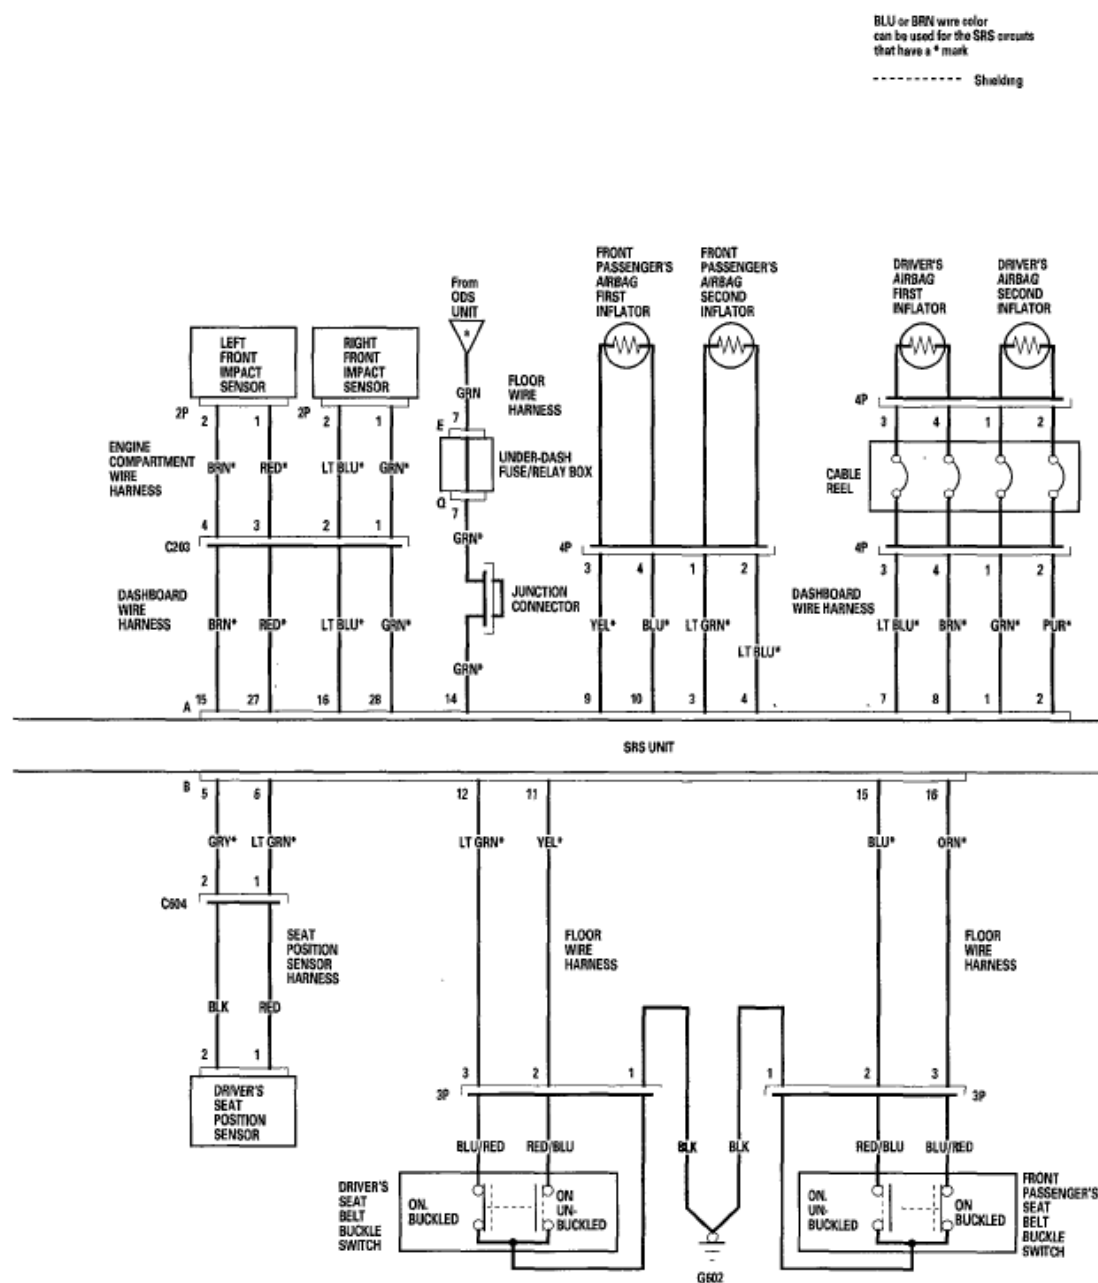 BLU or BRN wire color
can be used for the SRS circuits
that have a * mark
Shielding
FRONT
PASSENGER'S
AIRBAG
FIRST
INFLATOR
FRONT
PASSENGER'S
AIRBAG
SECOND
INFLATOR
DRIVER'S
AIRBAG
FIRST
INFLATOR
DRIVER'S
AIRBAG
SECOND
INFLATOR
From
ODS
UNIT
*
LEFT
FRONT
IMPACT
SENSOR
RIGHT
FRONT
IMPACT
SENSOR
GRN
FLOOR
WIRE
HARNESS
2P 2 1 2P 2 1
E 7
4P 3 4 1 2
ENGINE
COMPARTMENT
WIRE
HARNESS
BRN* RED* LT BLU* GRN*
UNDER-DASH
FUSE/RELAY BOX
CABLE
REEL
Q 7
4 3 2 1
C203
GRN*
4P 3 4 1 2
4P 3 4 1 2
DASHBOARD
WIRE
HARNESS
BRN* RED* LT BLU* GRN*
JUNCTION
CONNECTOR
YEL* BLU* LT GRN*
LT BLU*
DASHBOARD
WIRE HARNESS
LT BLU* BRN* GRN* PUR*
GRN*
A 15 27 16 28 14 9 10 3 4 7 8 1 2
SRS UNIT
B 5 6 12 11 15 16
GRY* LT GRN* LT GRN* YEL* BLU* ORN*
2 1
C604
SEAT
POSITION
SENSOR
HARNESS
FLOOR
WIRE
HARNESS
FLOOR
WIRE
HARNESS
BLK RED
2 1
3 2 1 1 2 3
3P 3P
DRIVER'S
SEAT
POSITION
SENSOR
BLU/RED RED/BLU BLK BLK RED/BLU BLU/RED
DRIVER'S
SEAT
BELT
BUCKLE
SWITCH
ON.
BUCKLED
ON
UN-
BUCKLED
ON.
UN-
BUCKLED
ON
BUCKLED
FRONT
PASSENGER'S
SEAT
BELT
BUCKLE
SWITCH
G602